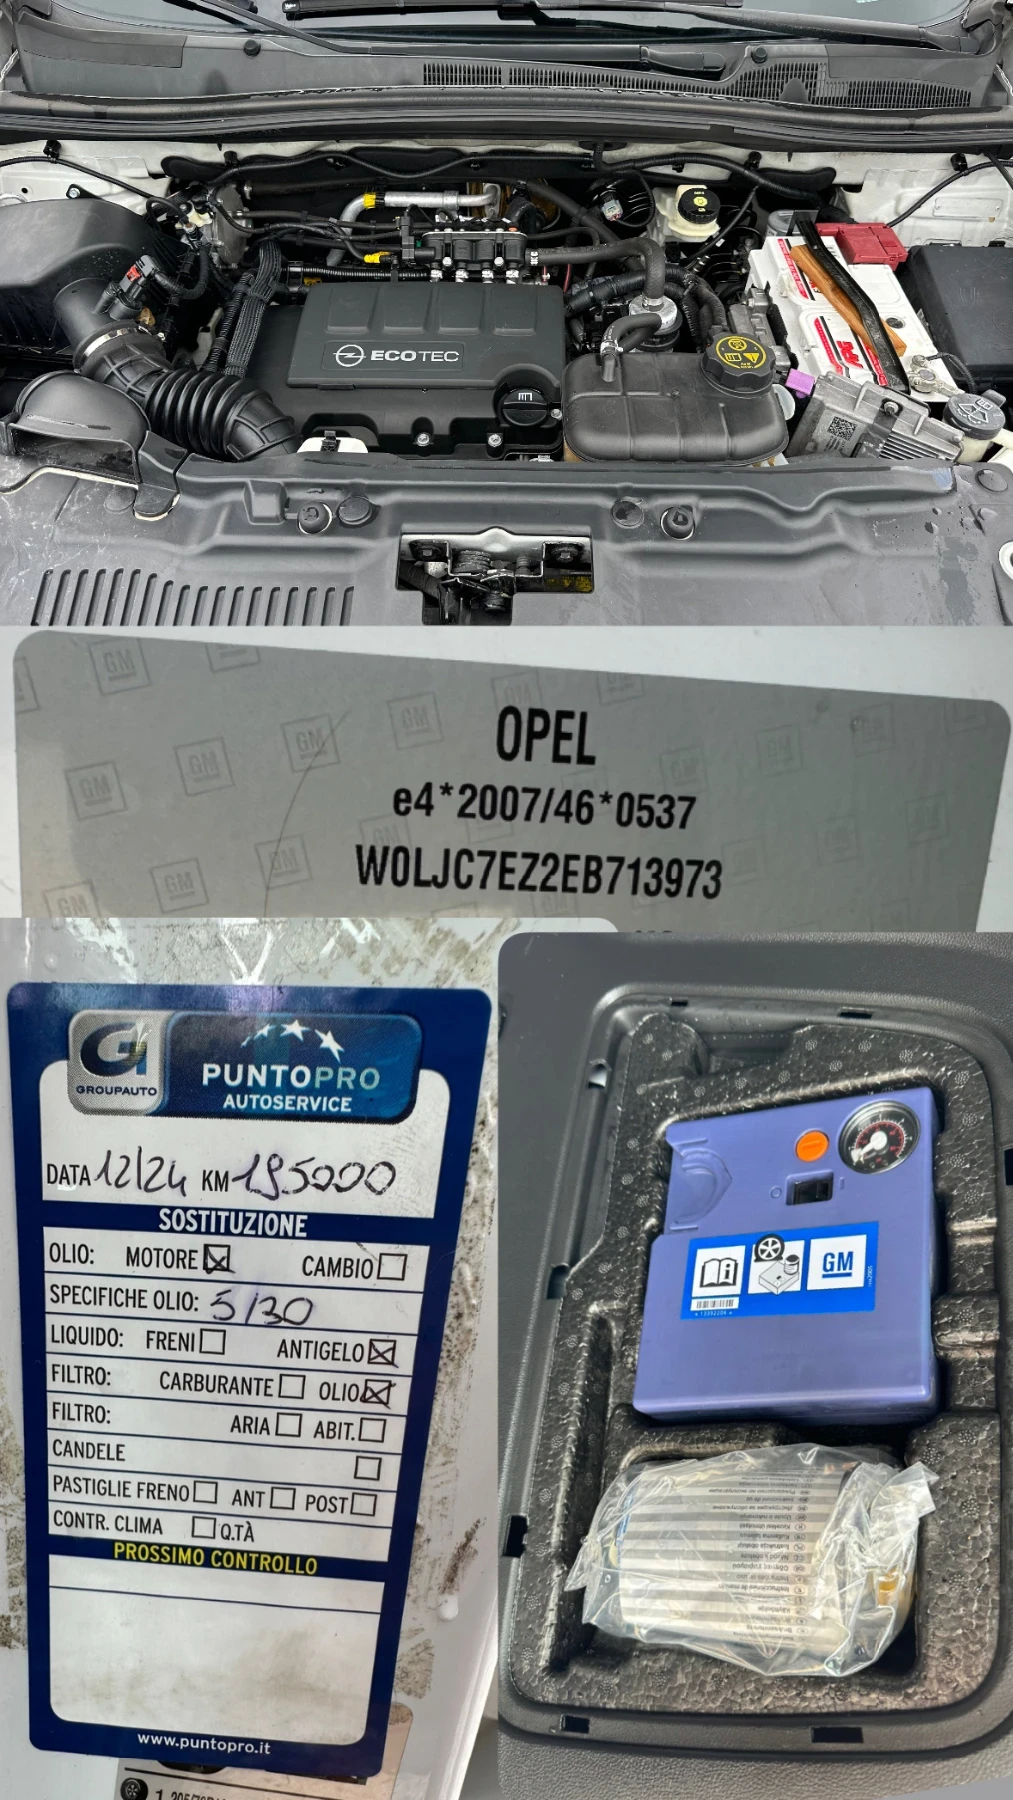 ECOTEC
OPEL
e4*2007/46*0537
W0LJC7EZ2EB713973
GROUPAUTO
PUNTOPRO
AUTOSERVICE
DATA 12/24 KM 195000
SOSTITUZIONE
OLIO: MOTORE CAMBIO
SPECIFICHE OLIO: 5/30
LIQUIDO: FRENI ANTIGELO
FILTRO: CARBURANTE OLIO
FILTRO: ARIA ABIT.
CANDELE
PASTIGLIE FRENO ANT POST
CONTR. CLIMA Q.TÀ
PROSSIMO CONTROLLO
www.puntopro.it
GM